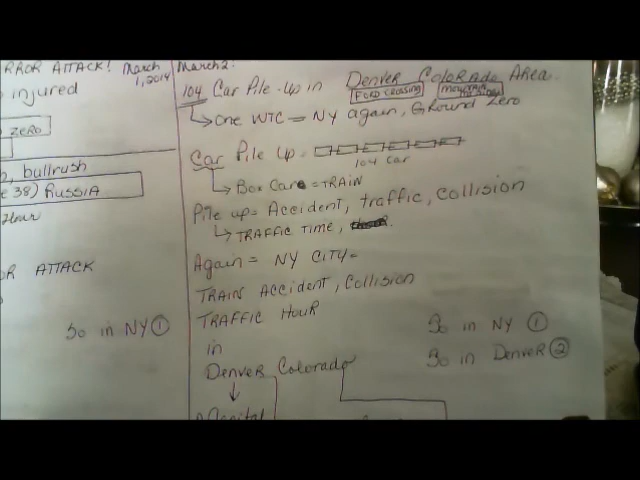 RROR ATTACK! March
1, 2014
injured
ZERO
, bullrush
e 38) RUSSIA
Hour
OR ATTACK
So in NY ①
March 2:
104 Car Pile-Up in Denver Colorado Area.
FORD CROSSING
→ One WTC = NY again, Ground Zero
Car Pile Up =
104 car
→ Box Car = TRAIN
Pile up = Accident, traffic, collision
→ TRAFFIC TIME,
Again = NY CITY =
TRAIN ACCIDENT, Collision
TRAFFIC HOUR
in
Denver Colorado
So in NY ①
So in Denver ②
Capital